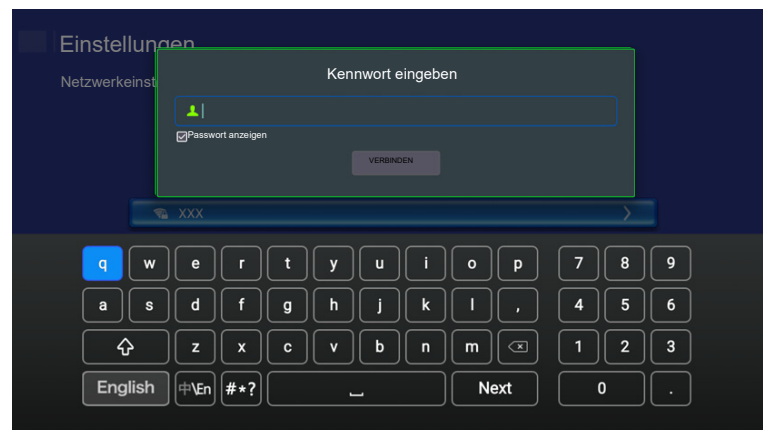 Einstellungen
Kennwort eingeben
Netzwerkeinst
Passwort anzeigen
VERBINDEN
XXX
q w e r t y u i o p 7 8 9
a s d f g h j k l , 4 5 6
z x c v b n m 1 2 3
English 中\En #*? Next 0 .